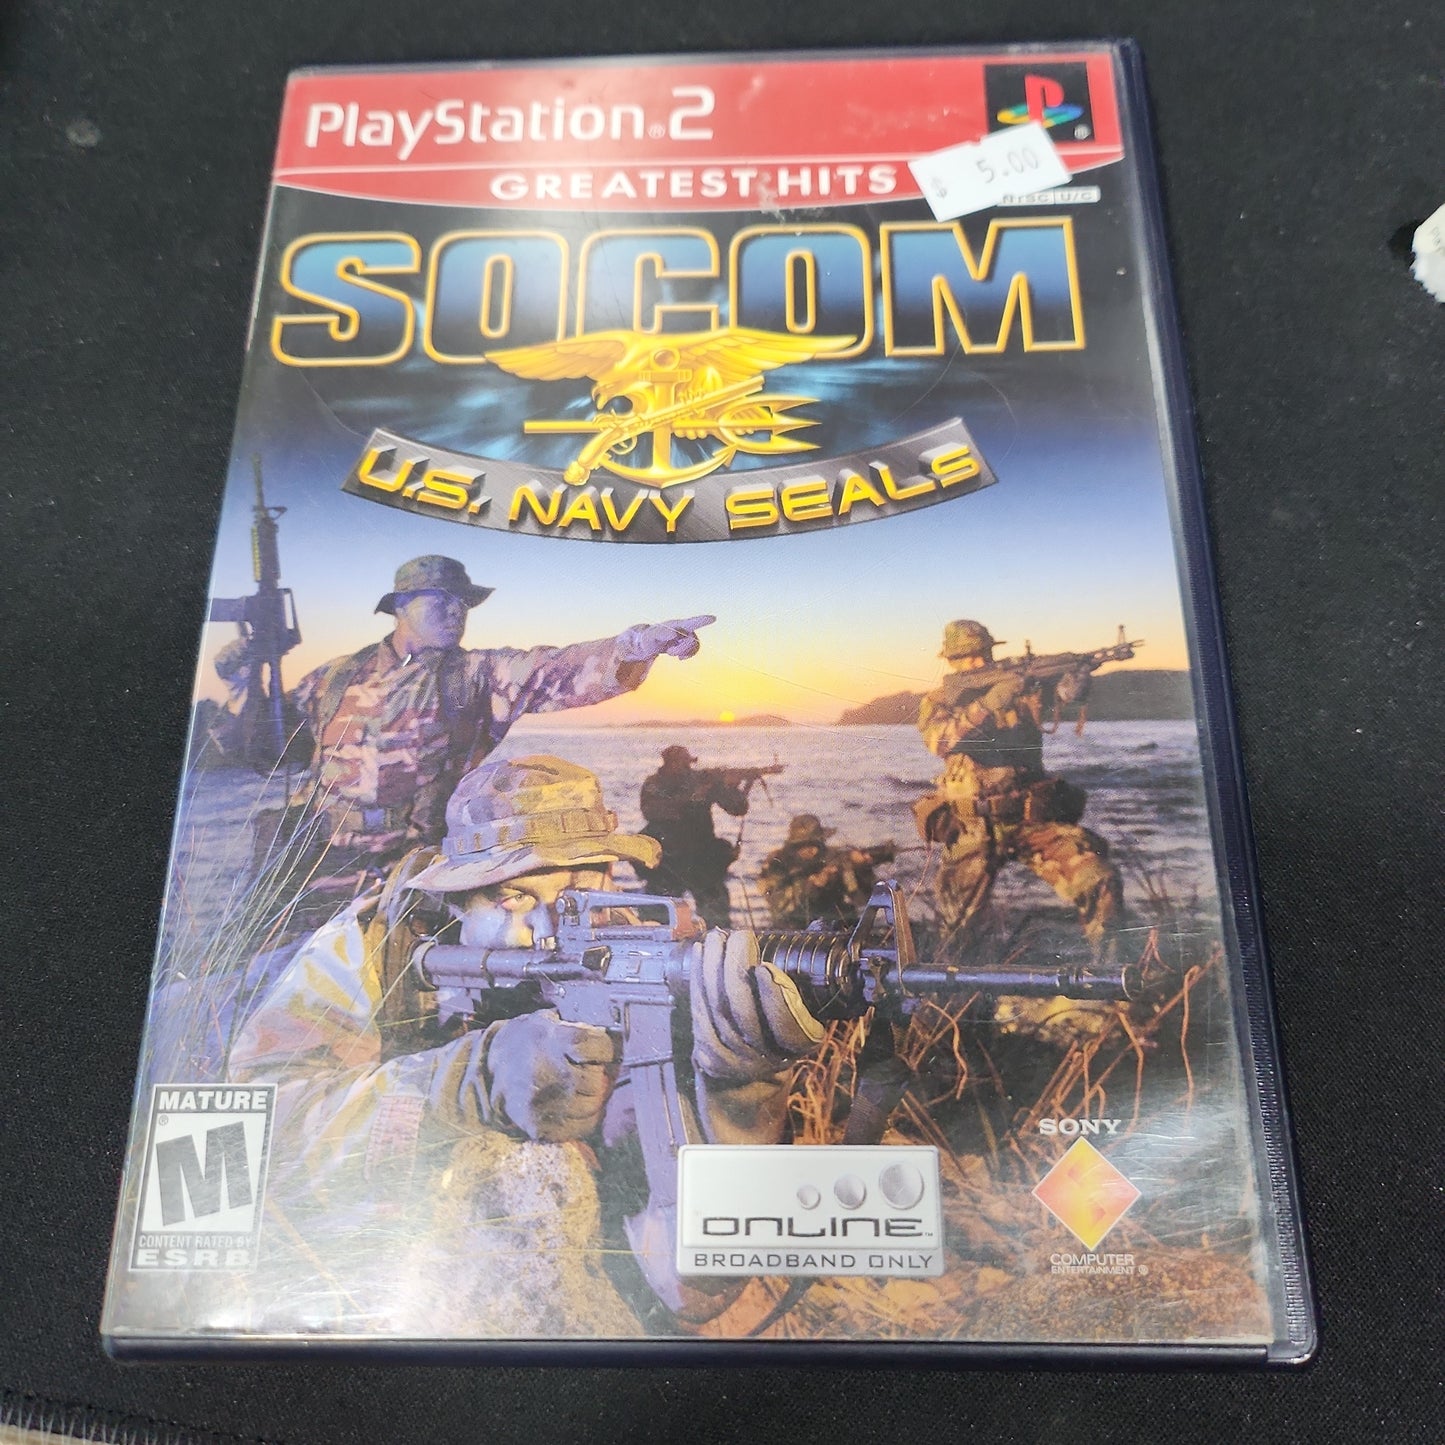 PlayStation®2
GREATEST HITS
$ 5.00
NTSC U/C
SOCOM
U.S. NAVY SEALS
MATURE
M
CONTENT RATED BY
ESRB
ONLINE™
BROADBAND ONLY
SONY
COMPUTER
ENTERTAINMENT®